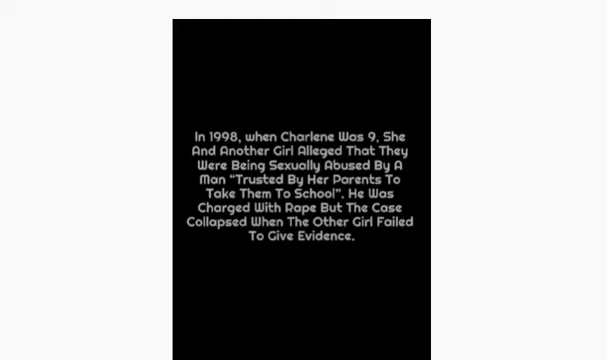 In 1998, when Charlene Was 9, She
And Another Girl Alleged That They
Were Being Sexually Abused By A
Man “Trusted By Her Parents To
Take Them To School”. He Was
Charged With Rape But The Case
Collapsed When The Other Girl Failed
To Give Evidence.